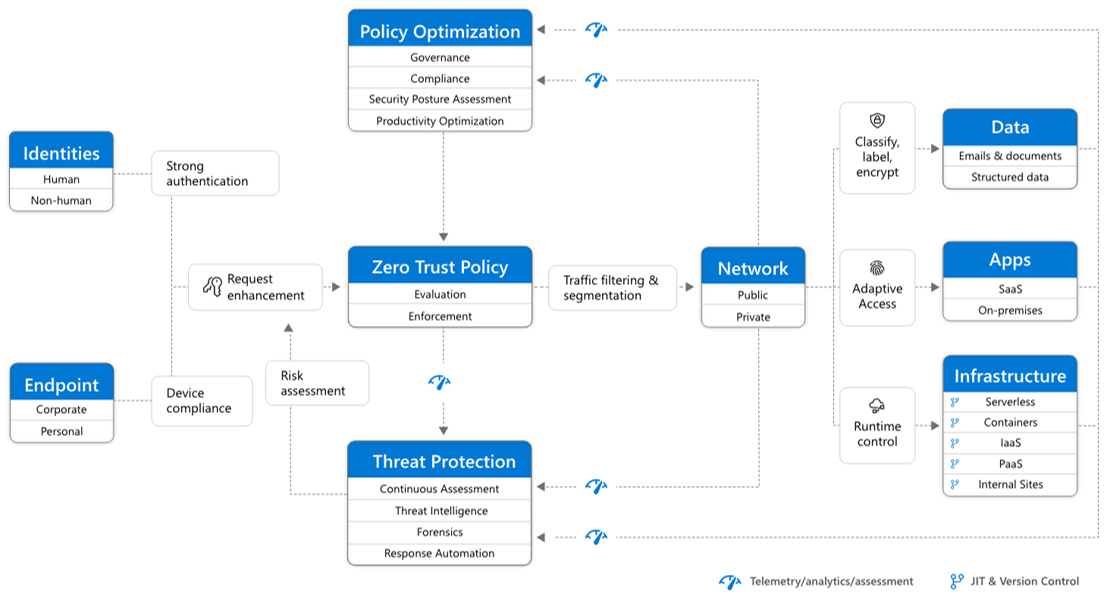 Policy Optimization
Governance
Compliance
Security Posture Assessment
Productivity Optimization
Identities
Human
Non-human
Strong
authentication
Endpoint
Corporate
Personal
Device
compliance
Request
enhancement
Risk
assessment
Zero Trust Policy
Evaluation
Enforcement
Threat Protection
Continuous Assessment
Threat Intelligence
Forensics
Response Automation
Traffic filtering &
segmentation
Network
Public
Private
Classify,
label,
encrypt
Data
Emails & documents
Structured data
Adaptive
Access
Apps
SaaS
On-premises
Runtime
control
Infrastructure
Serverless
Containers
IaaS
PaaS
Internal Sites
Telemetry/analytics/assessment
JIT & Version Control